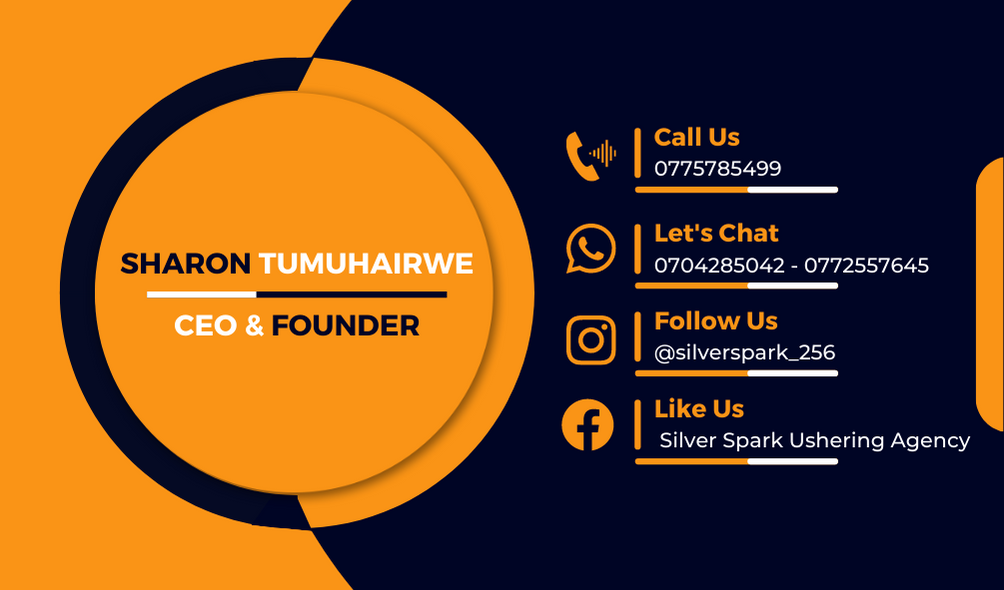 SHARON TUMUHAIRWE
CEO & FOUNDER
Call Us
0775785499
Let's Chat
0704285042 - 0772557645
Follow Us
@silverspark_256
Like Us
Silver Spark Ushering Agency